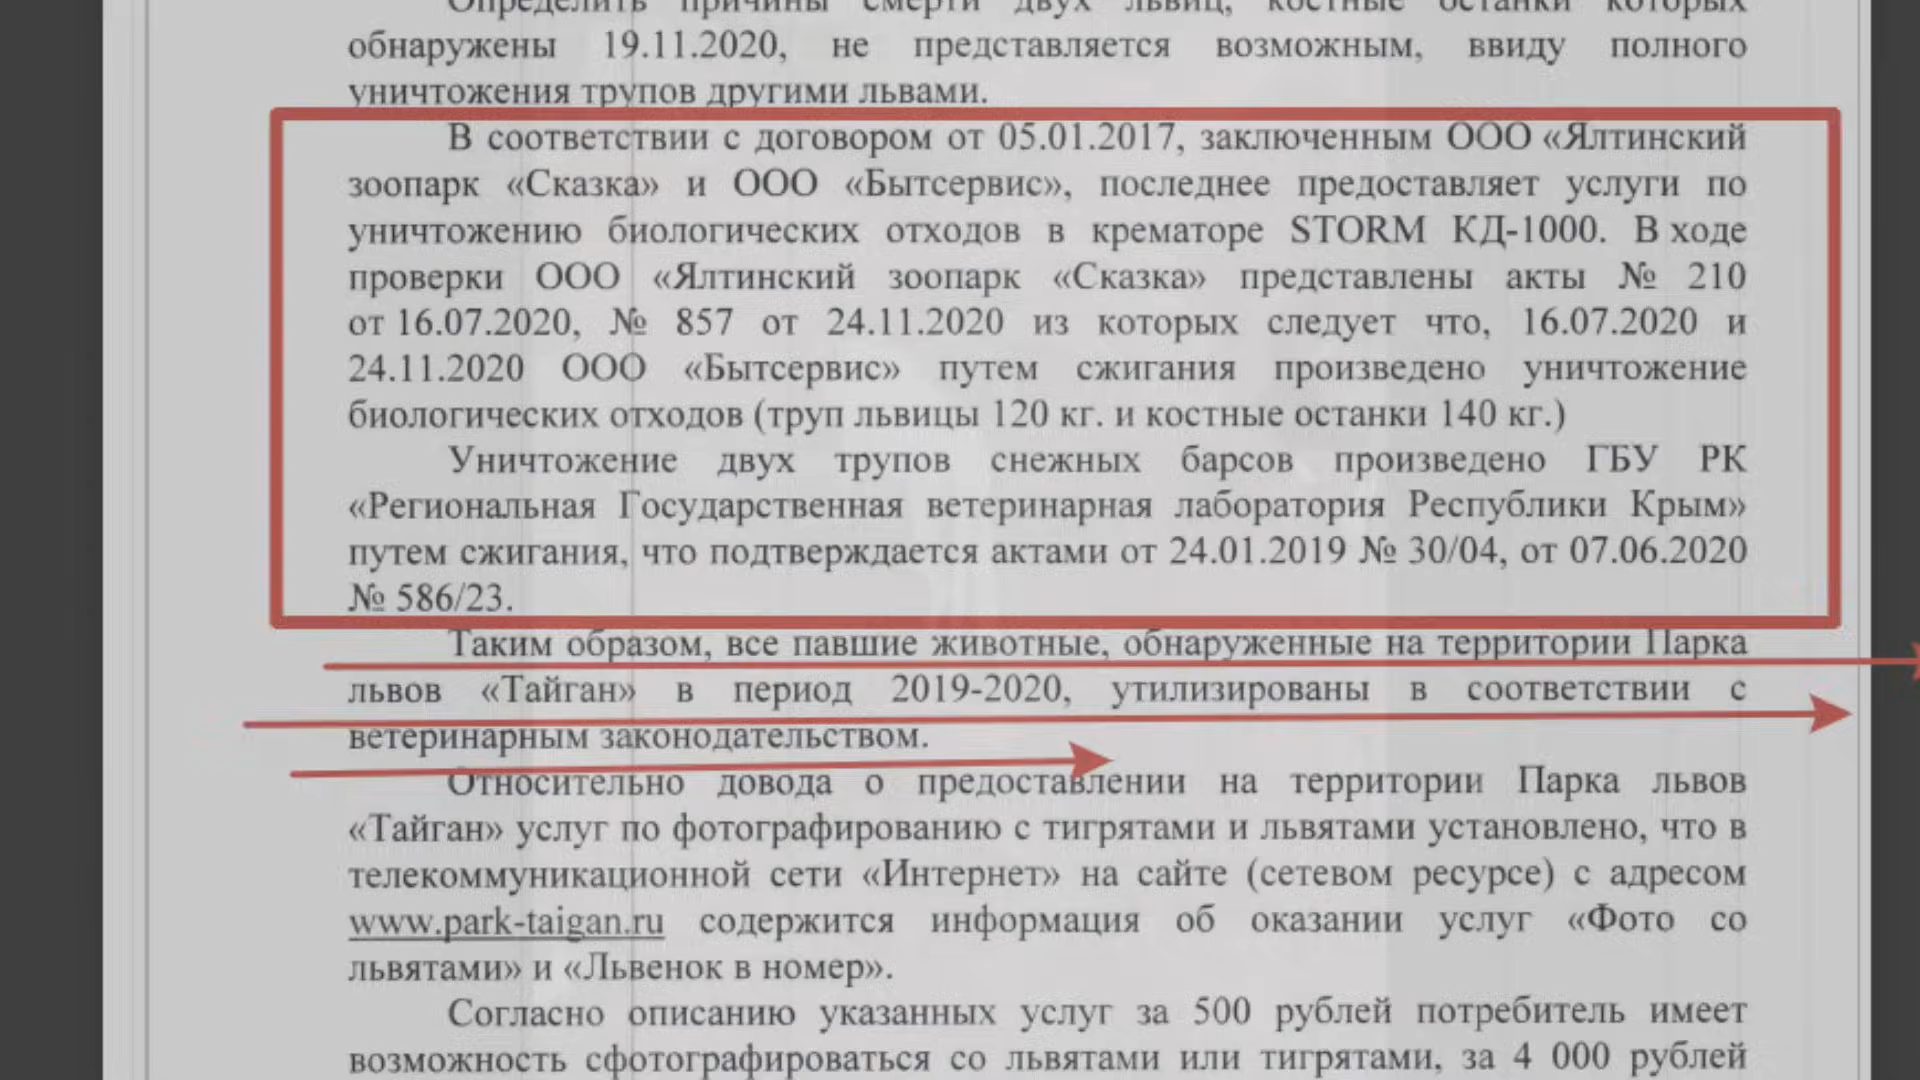 Определить причины смерти двух львиц, костные останки которых
обнаружены 19.11.2020, не представляется возможным, ввиду полного
уничтожения трупов другими львами.
В соответствии с договором от 05.01.2017, заключенным ООО «Ялтинский
зоопарк «Сказка» и ООО «Бытсервис», последнее предоставляет услуги по
уничтожению биологических отходов в крематоре STORM КД-1000. В ходе
проверки ООО «Ялтинский зоопарк «Сказка» представлены акты № 210
от 16.07.2020, № 857 от 24.11.2020 из которых следует что, 16.07.2020 и
24.11.2020 ООО «Бытсервис» путем сжигания произведено уничтожение
биологических отходов (труп львицы 120 кг. и костные останки 140 кг.)
Уничтожение двух трупов снежных барсов произведено ГБУ РК
«Региональная Государственная ветеринарная лаборатория Республики Крым»
путем сжигания, что подтверждается актами от 24.01.2019 № 30/04, от 07.06.2020
№ 586/23.
Таким образом, все павшие животные, обнаруженные на территории Парка
львов «Тайган» в период 2019-2020, утилизированы в соответствии с
ветеринарным законодательством.
Относительно довода о предоставлении на территории Парка львов
«Тайган» услуг по фотографированию с тигрятами и львятами установлено, что в
телекоммуникационной сети «Интернет» на сайте (сетевом ресурсе) с адресом
www.park-taigan.ru содержится информация об оказании услуг «Фото со
львятами» и «Львенок в номер».
Согласно описанию указанных услуг за 500 рублей потребитель имеет
возможность сфотографироваться со львятами или тигрятами, за 4 000 рублей